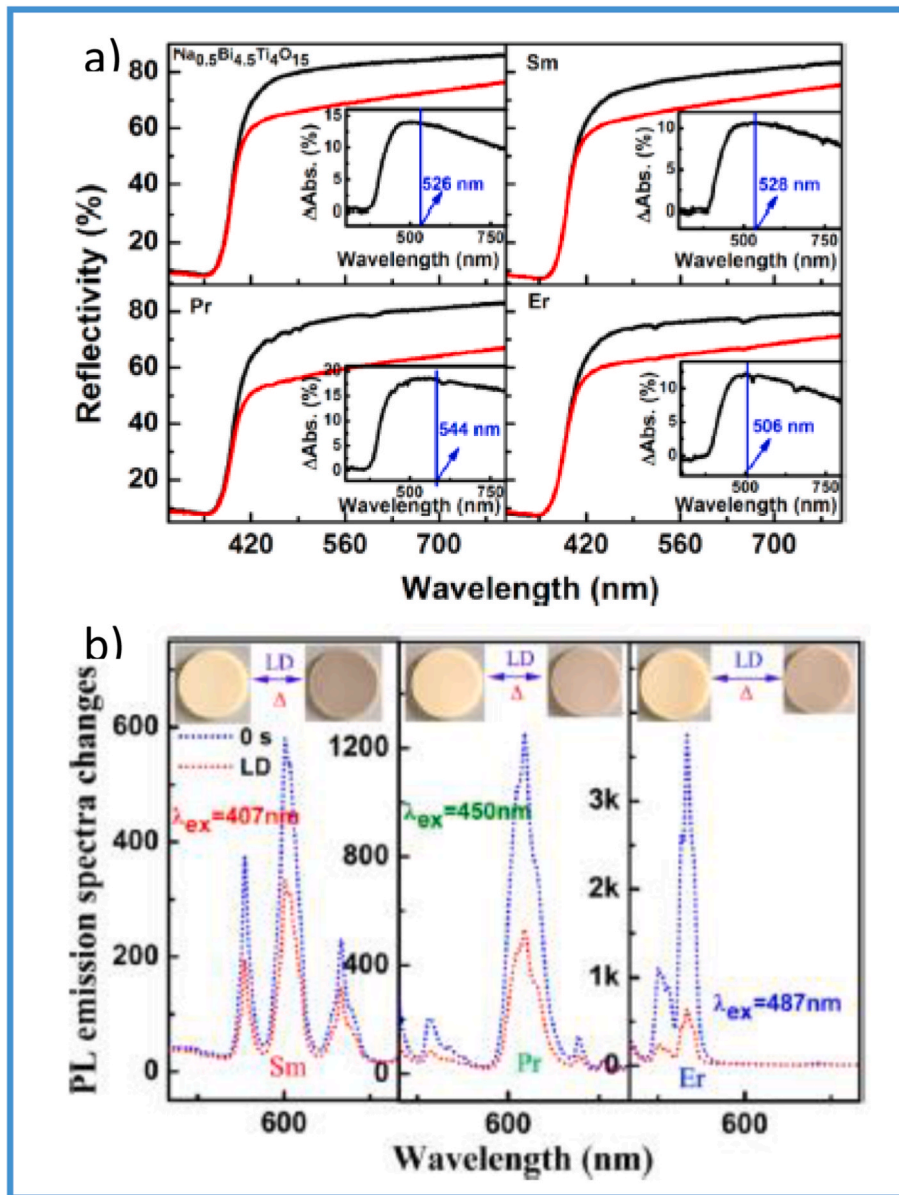 a)
Na0.5Bi4.5Ti4O15
Sm
80
60
40
20
15
10
5
0
ΔAbs. (%)
526 nm
500 750
Wavelength (nm)
10
5
0
ΔAbs. (%)
528 nm
500 750
Wavelength (nm)
Reflectivity (%)
Pr
Er
80
60
40
20
20
15
10
5
0
ΔAbs. (%)
544 nm
500 750
Wavelength (nm)
10
5
0
ΔAbs. (%)
506 nm
500 750
Wavelength (nm)
420 560 700 420 560 700
Wavelength (nm)
b)
PL emission spectra changes
LD
Δ
LD
Δ
LD
Δ
600
400
200
0
0 s
LD
λex=407nm
Sm
1200
800
400
0
λex=450nm
Pr
3k
2k
1k
0
λex=487nm
Er
600 600 600
Wavelength (nm)